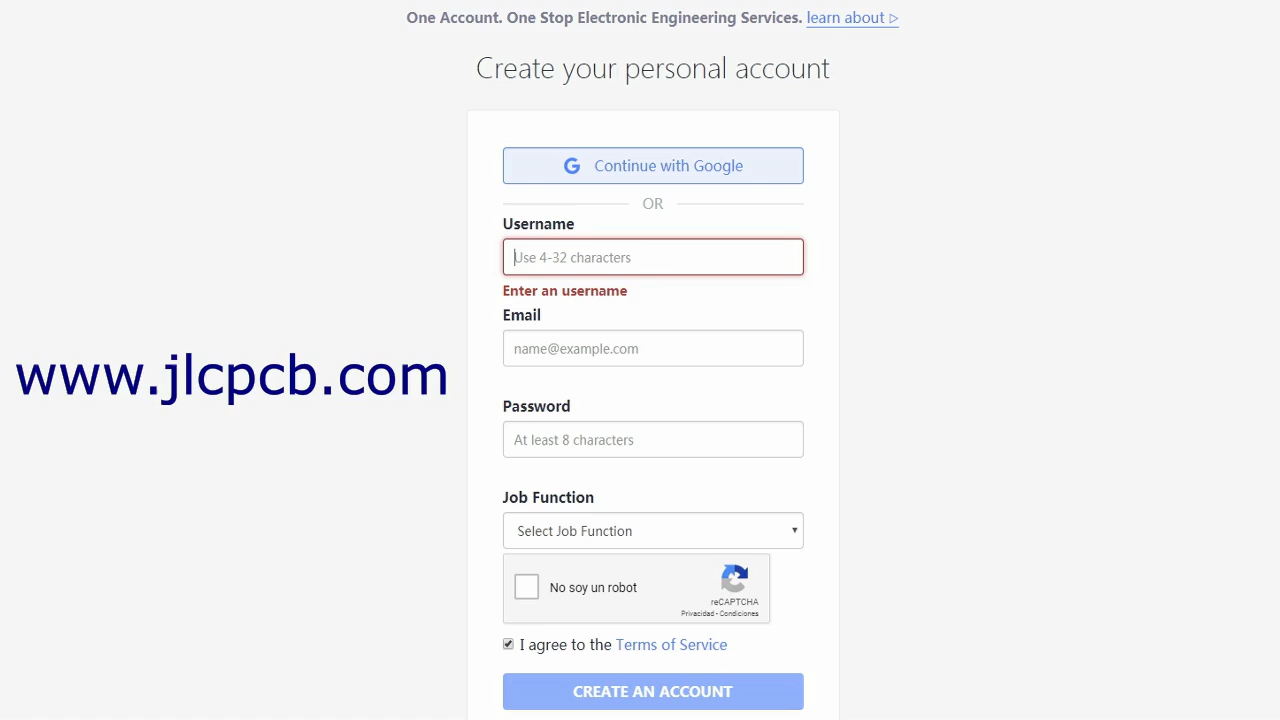 One Account. One Stop Electronic Engineering Services. learn about ▷
Create your personal account
G Continue with Google
OR
Username
Use 4-32 characters
Enter an username
Email
name@example.com
www.jlcpcb.com
Password
At least 8 characters
Job Function
Select Job Function
No soy un robot
reCAPTCHA
Privacidad - Condiciones
I agree to the Terms of Service
CREATE AN ACCOUNT